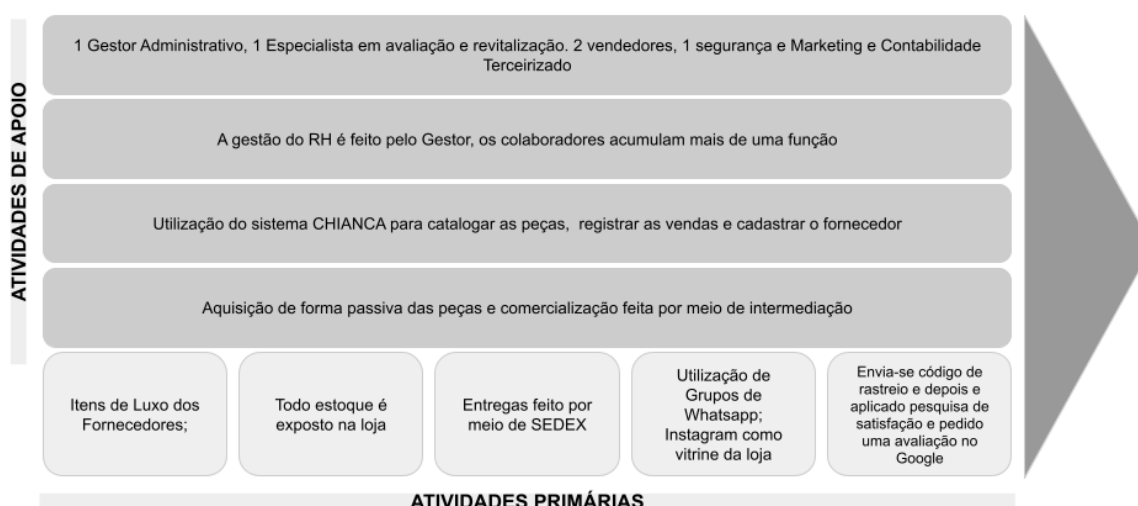 ATIVIDADES DE APOIO
1 Gestor Administrativo, 1 Especialista em avaliação e revitalização. 2 vendedores, 1 segurança e Marketing e Contabilidade
Terceirizado
A gestão do RH é feito pelo Gestor, os colaboradores acumulam mais de uma função
Utilização do sistema CHIANCA para catalogar as peças, registrar as vendas e cadastrar o fornecedor
Aquisição de forma passiva das peças e comercialização feita por meio de intermediação
Itens de Luxo dos
Fornecedores;
Todo estoque é
exposto na loja
Entregas feito por
meio de SEDEX
Utilização de
Grupos de
Whatsapp;
Instagram como
vitrine da loja
Envia-se código de
rastreio e depois e
aplicado pesquisa de
satisfação e pedido
uma avaliação no
Google
ATIVIDADES PRIMÁRIAS